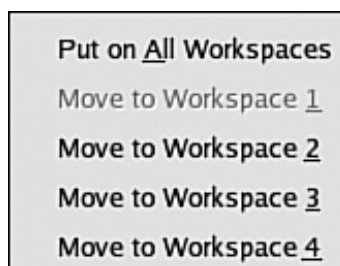 Put on All Workspaces
Move to Workspace 1
Move to Workspace 2
Move to Workspace 3
Move to Workspace 4